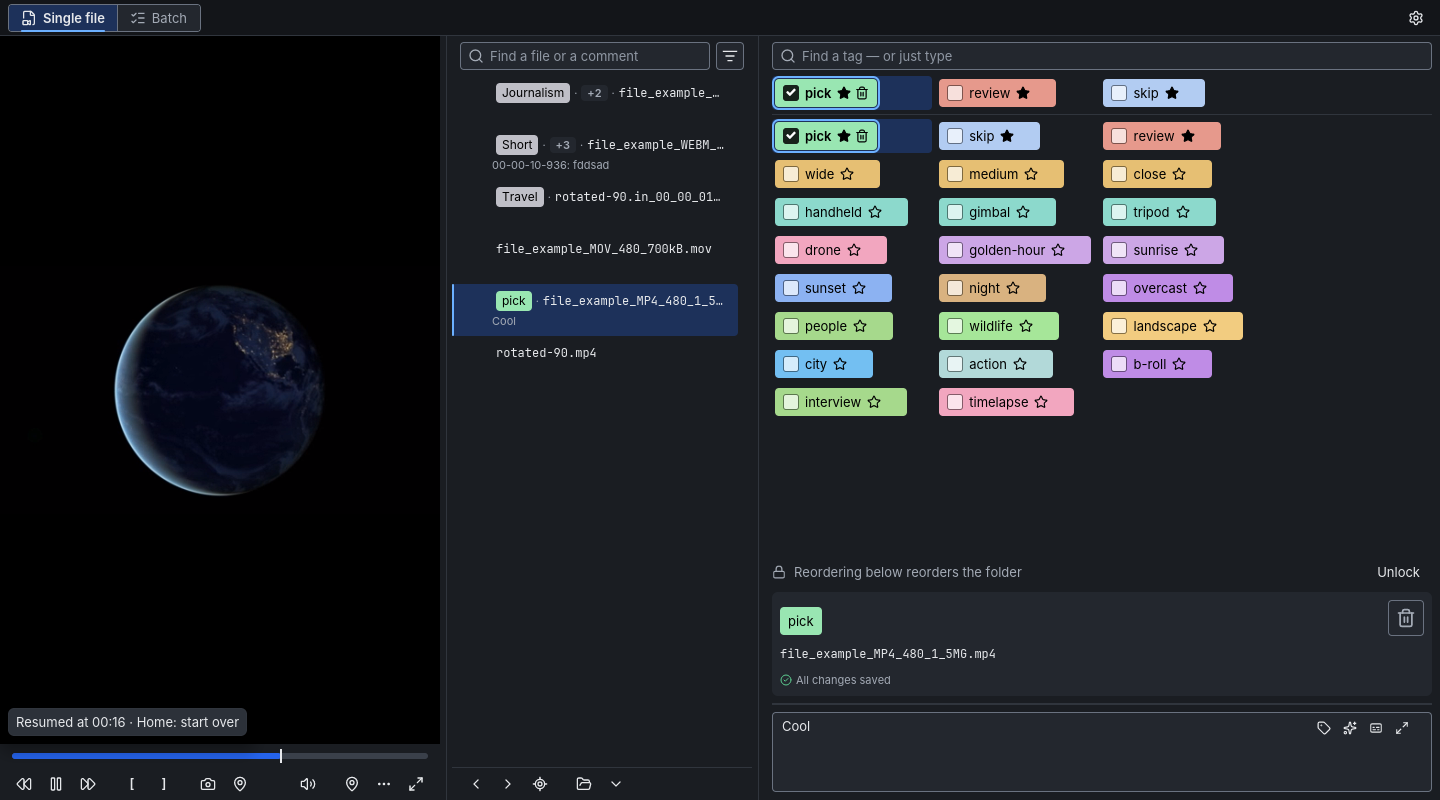 Single file
Batch
Find a file or a comment
Find a tag — or just type
Journalism · +2 · file_example_…
Short · +3 · file_example_WEBM_…
00-00-10-936: fddsad
Travel · rotated-90.in_00_00_01…
file_example_MOV_480_700kB.mov
pick · file_example_MP4_480_1_5…
Cool
rotated-90.mp4
pick review skip
pick skip review
wide medium close
handheld gimbal tripod
drone golden-hour sunrise
sunset night overcast
people wildlife landscape
city action b-roll
interview timelapse
Reordering below reorders the folder
Unlock
pick
file_example_MP4_480_1_5MG.mp4
All changes saved
Cool
Resumed at 00:16 · Home: start over
[ ]